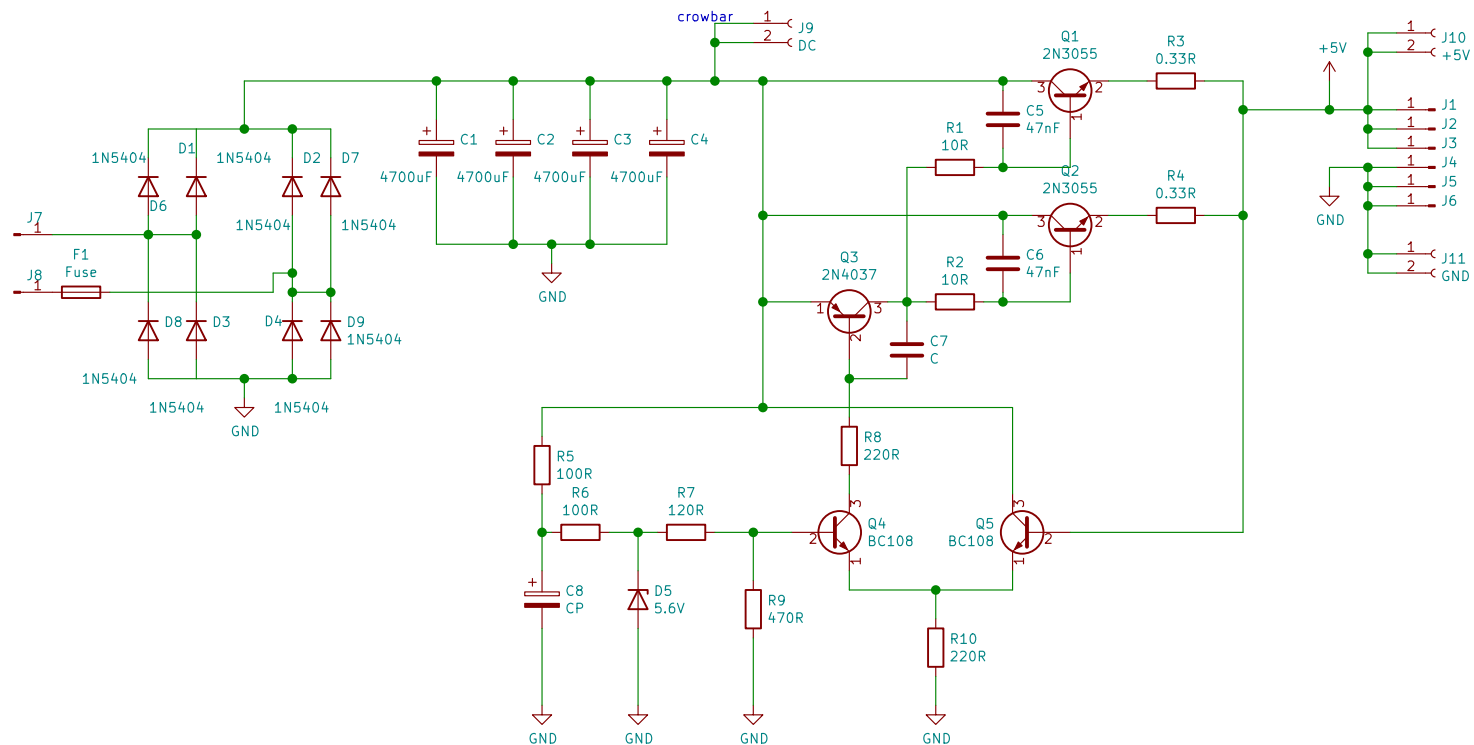 crowbar
1
2
J9
DC
Q1
2N3055
3
2
1
R3
0.33R
+5V
1
2
J10
+5V
1
J1
1
J2
1
J3
1
J4
1
J5
1
J6
GND
1
2
J11
GND
1N5404
D1
1N5404
D2
D7
D6
1N5404
1N5404
J7
1
J8
1
F1
Fuse
D8
D3
D4
D9
1N5404
1N5404
1N5404
1N5404
GND
+
C1
4700uF
+
C2
4700uF
+
C3
4700uF
+
C4
4700uF
GND
C5
47nF
R1
10R
Q2
2N3055
3
2
1
R4
0.33R
C6
47nF
R2
10R
Q3
2N4037
1
3
2
C7
C
R8
220R
R5
100R
R6
100R
R7
120R
3
Q4
BC108
2
1
3
Q5
BC108
2
1
+
C8
CP
D5
5.6V
R9
470R
R10
220R
GND
GND
GND
GND